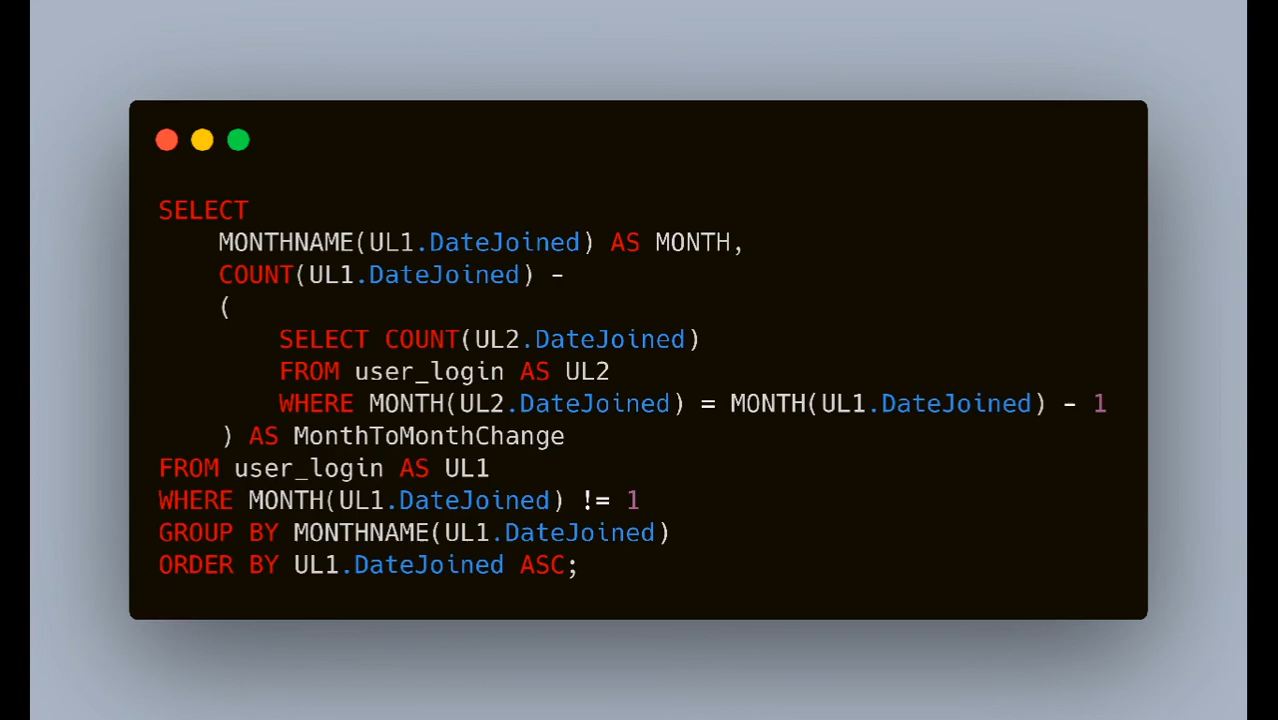 SELECT
MONTHNAME(UL1.DateJoined) AS MONTH,
COUNT(UL1.DateJoined) -
(
SELECT COUNT(UL2.DateJoined)
FROM user_login AS UL2
WHERE MONTH(UL2.DateJoined) = MONTH(UL1.DateJoined) - 1
) AS MonthToMonthChange
FROM user_login AS UL1
WHERE MONTH(UL1.DateJoined) != 1
GROUP BY MONTHNAME(UL1.DateJoined)
ORDER BY UL1.DateJoined ASC;